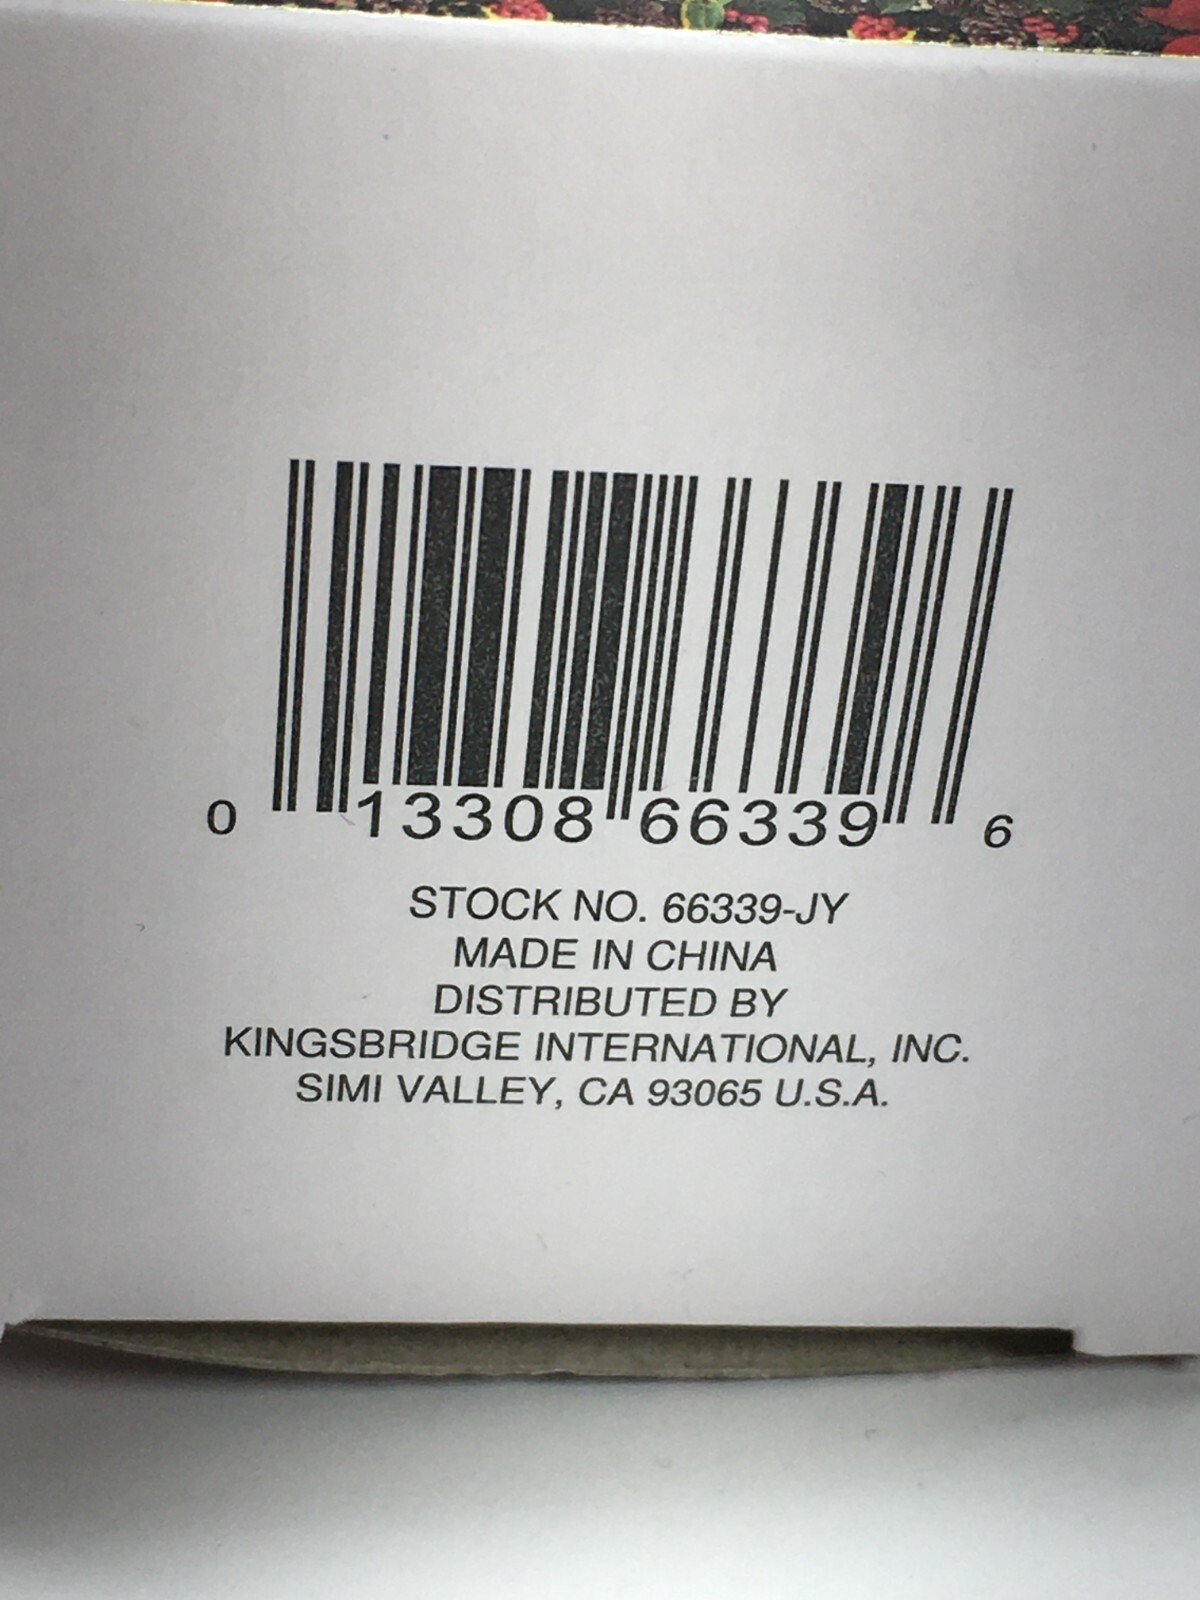 0 13308 66339 6
STOCK NO. 66339-JY
MADE IN CHINA
DISTRIBUTED BY
KINGSBRIDGE INTERNATIONAL, INC.
SIMI VALLEY, CA 93065 U.S.A.